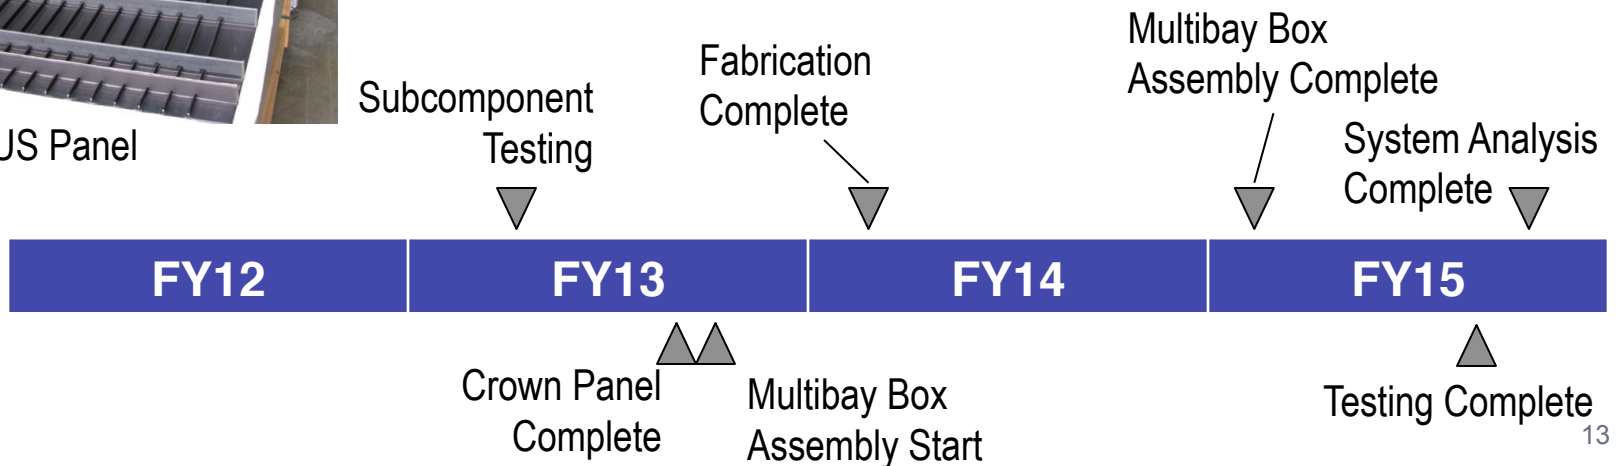 US Panel
Subcomponent
Testing
Fabrication
Complete
Multibay Box
Assembly Complete
System Analysis
Complete
FY12
FY13
FY14
FY15
Crown Panel
Complete
Multibay Box
Assembly Start
Testing Complete
13